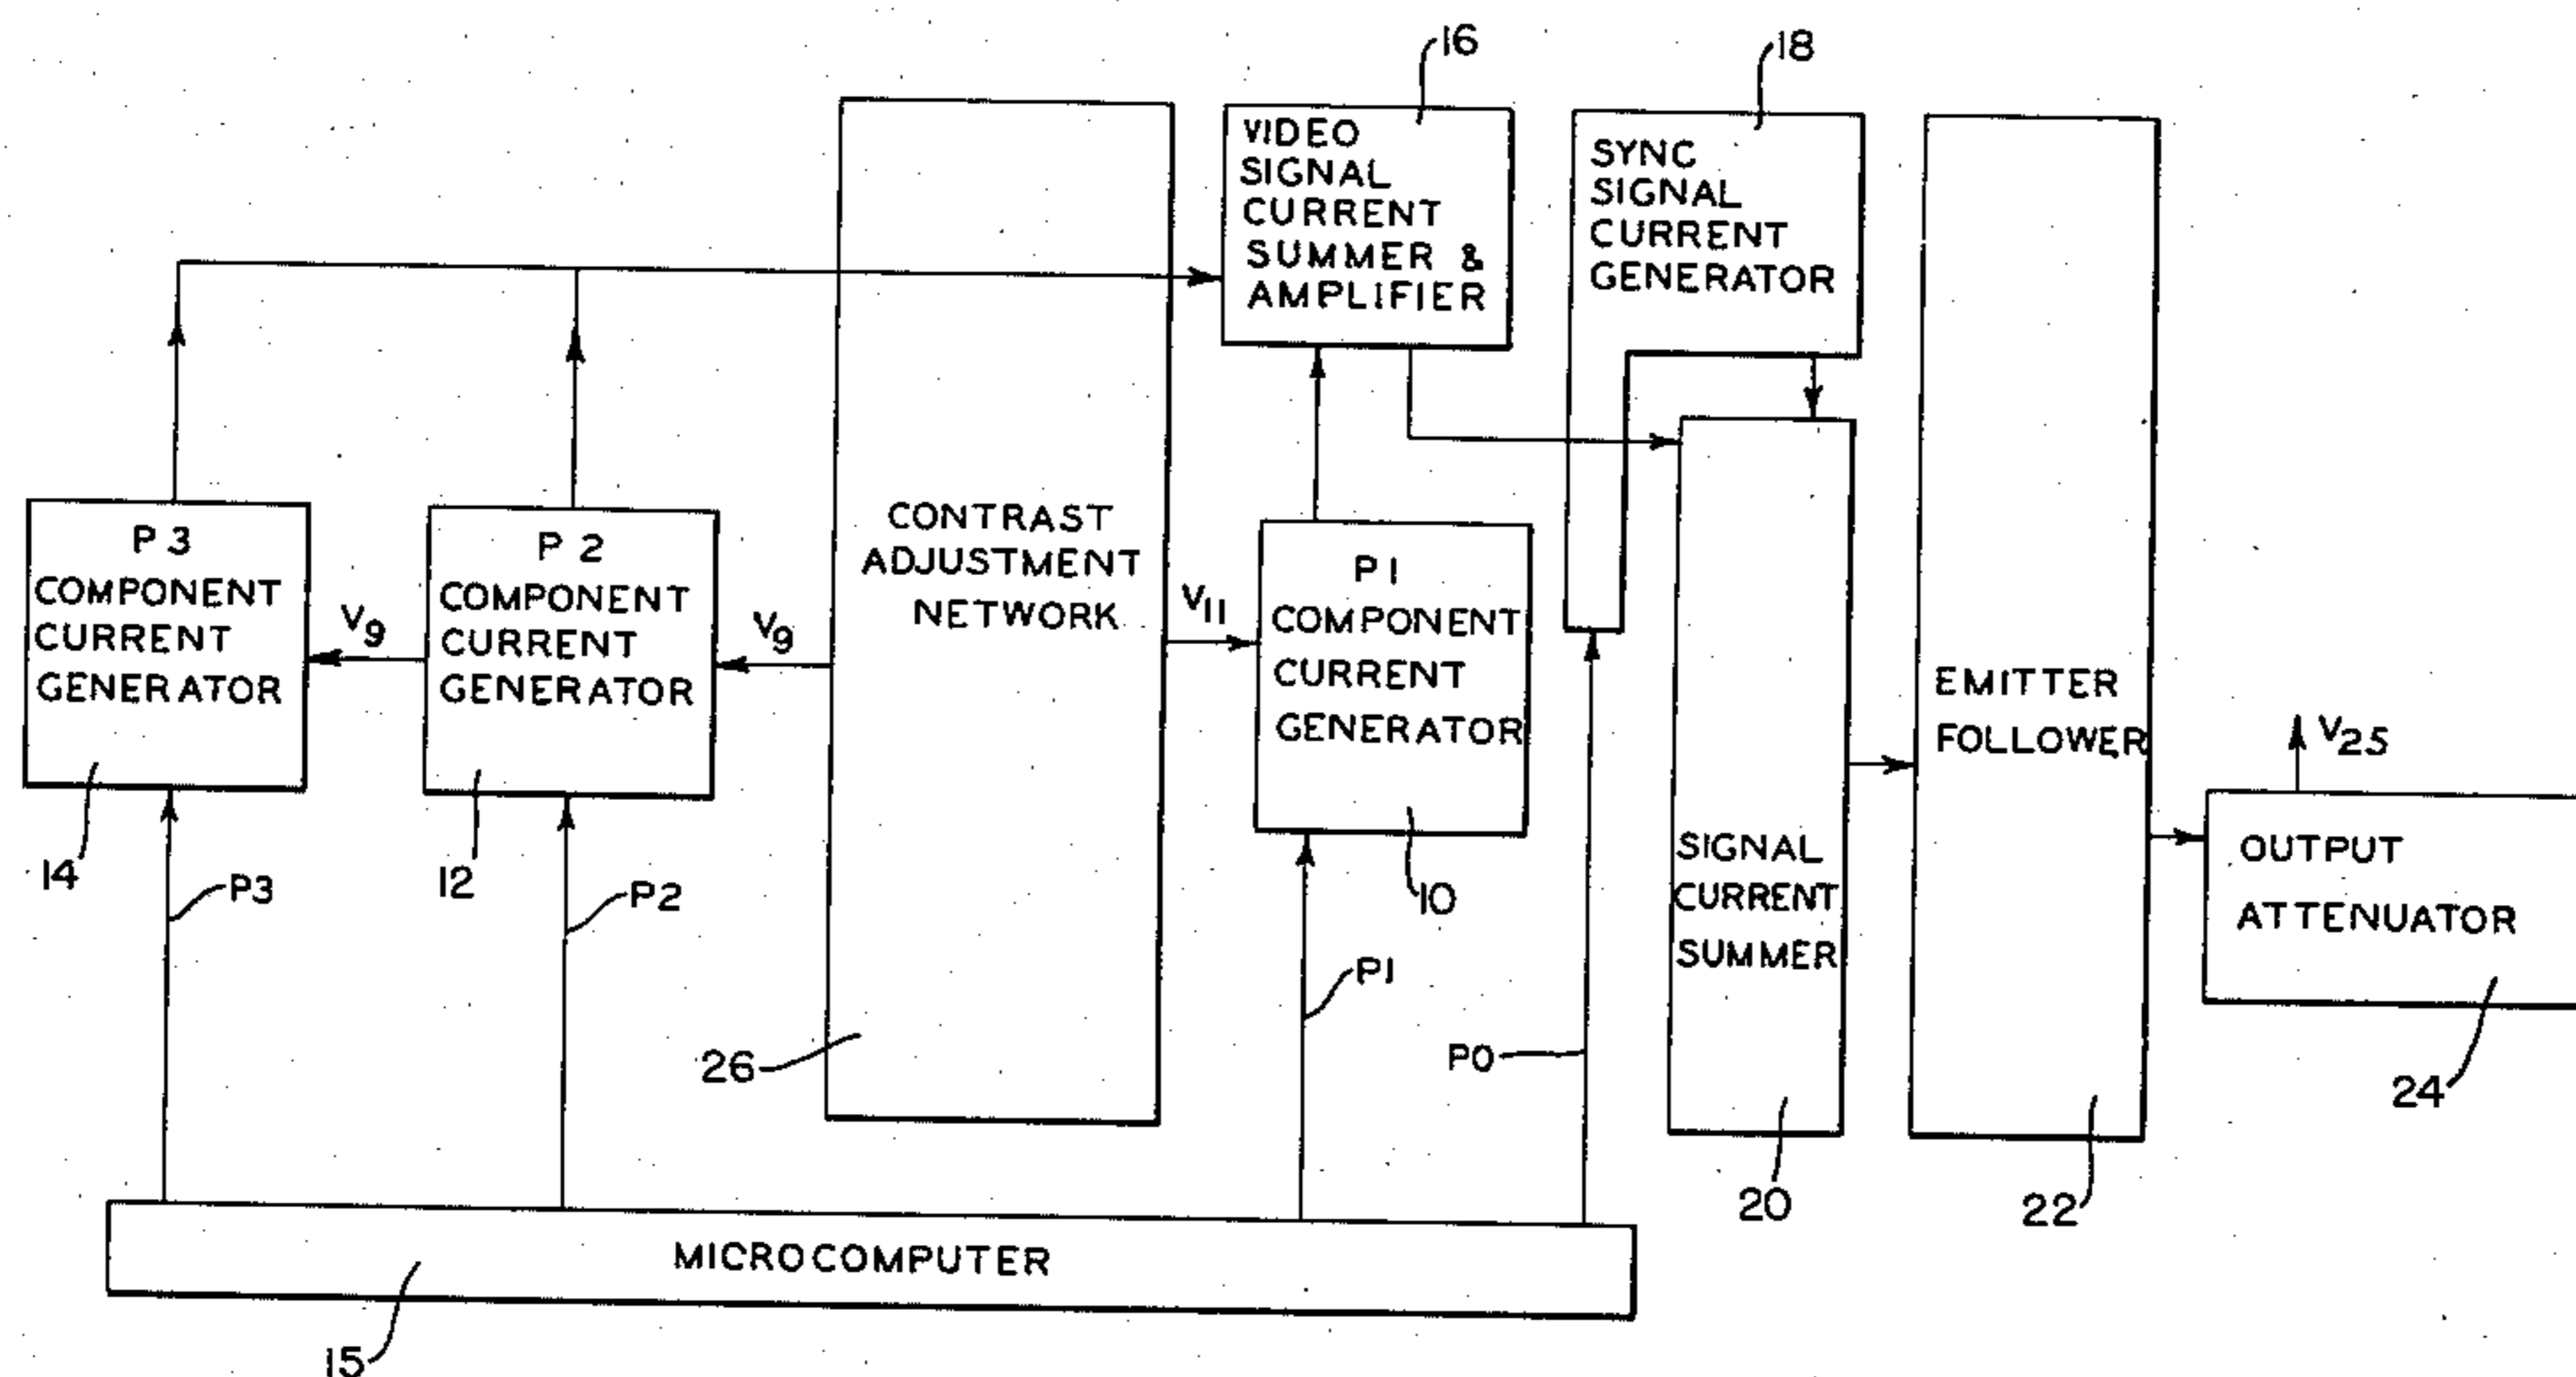 16
18
VIDEO
SIGNAL
CURRENT
SUMMER &
AMPLIFIER
SYNC
SIGNAL
CURRENT
GENERATOR
P3
COMPONENT
CURRENT
GENERATOR
V9
P2
COMPONENT
CURRENT
GENERATOR
V9
CONTRAST
ADJUSTMENT
NETWORK
V11
P1
COMPONENT
CURRENT
GENERATOR
SIGNAL
CURRENT
SUMMER
EMITTER
FOLLOWER
V25
OUTPUT
ATTENUATOR
14
P3
12
P2
26
10
P1
P0
20
22
24
MICROCOMPUTER
15